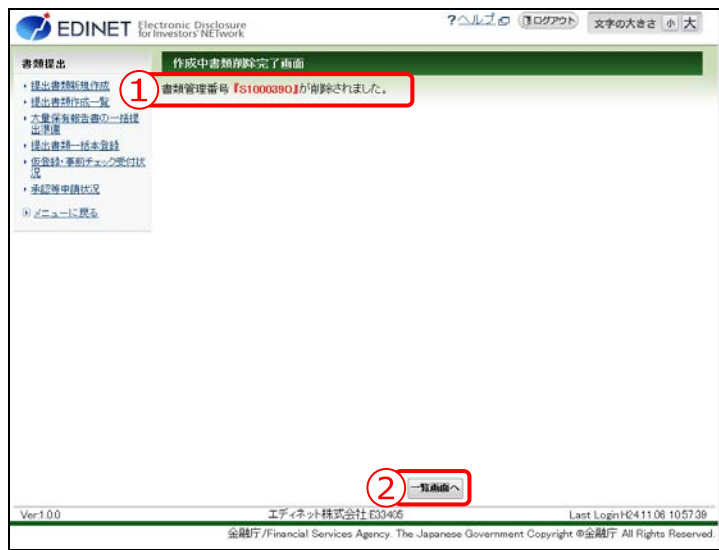 EDINET Electronic Disclosure for Investors' NETwork
?ヘルプ ログアウト 文字の大きさ 小 大
書類提出
・提出書類新規作成
・提出書類作成一覧
・大量保有報告書の一括提
出準備
・提出書類一括本登録
・仮登録・事前チェック受付状
況
・承認等申請状況
メニューに戻る
作成中書類削除完了画面
① 書類管理番号『S1000390』が削除されました。
② 一覧画面へ
Ver.1.0.0 エディネット株式会社:E33405 Last Login:H24.11.06 10:57:39
金融庁/Financial Services Agency. The Japanese Government Copyright ©金融庁 All Rights Reserved.